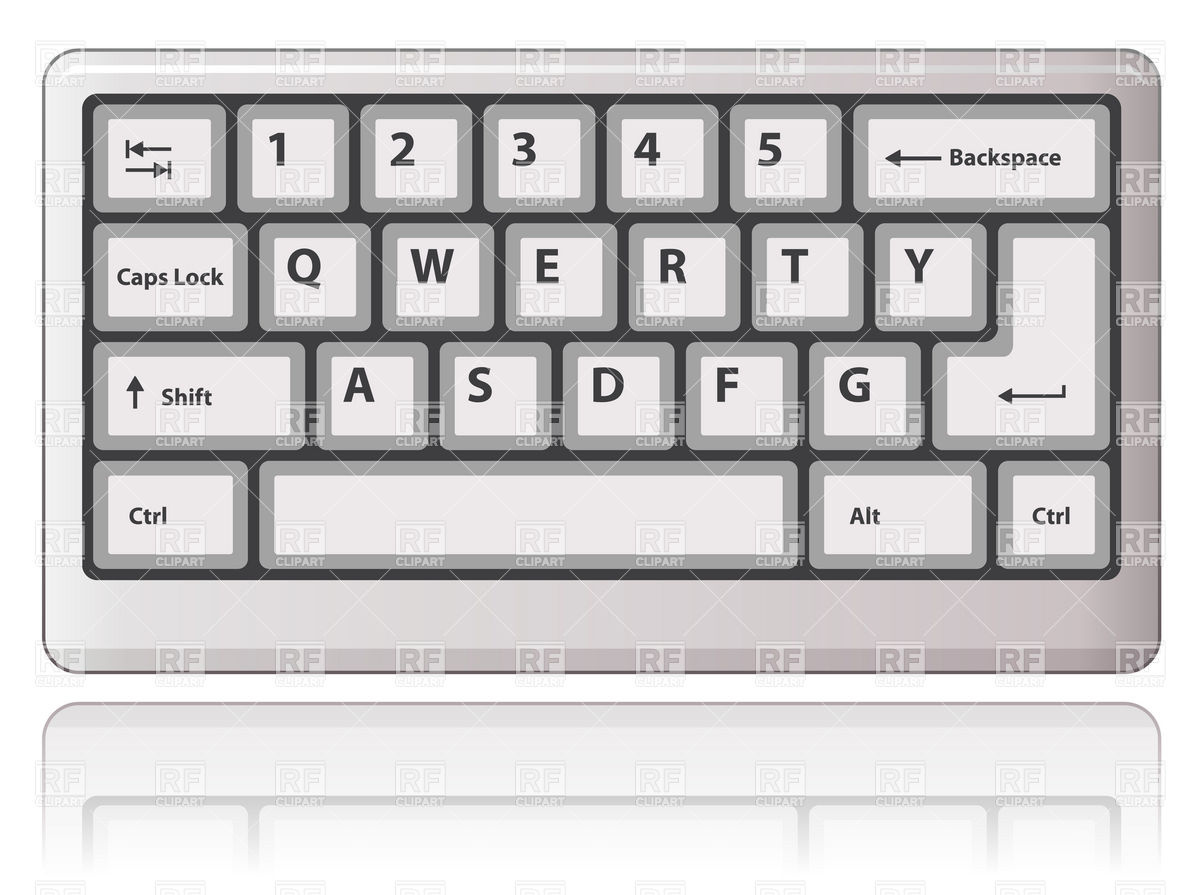 1 2 3 4 5 Backspace
Caps Lock Q W E R T Y
Shift A S D F G
Ctrl Alt Ctrl
RF CLIPART